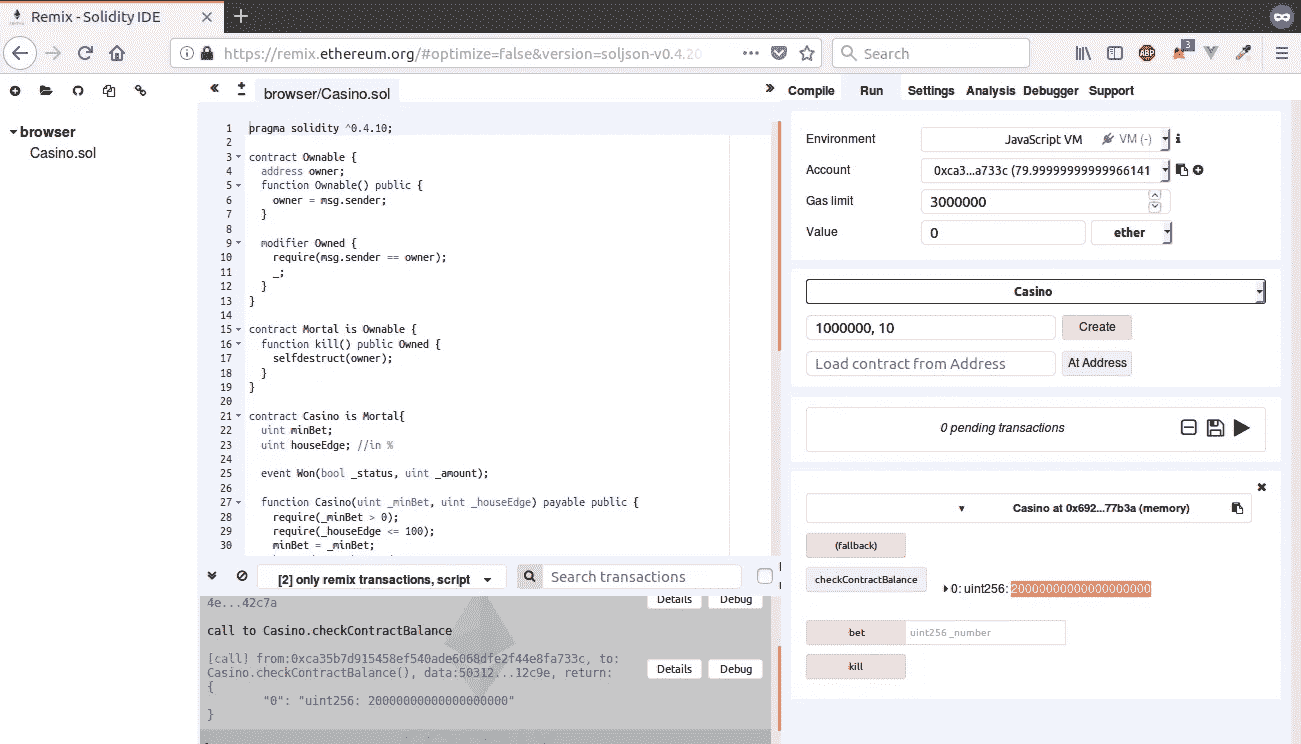 Remix - Solidity IDE
https://remix.ethereum.org/#optimize=false&version=soljson-v0.4.20
Search
3
ABP
browser/Casino.sol
Compile
Run
Settings
Analysis
Debugger
Support
browser
Casino.sol
1 pragma solidity ^0.4.10;
2
3 contract Ownable {
4 address owner;
5 function Ownable() public {
6 owner = msg.sender;
7 }
8
9 modifier Owned {
10 require(msg.sender == owner);
11 _;
12 }
13 }
14
15 contract Mortal is Ownable {
16 function kill() public Owned {
17 selfdestruct(owner);
18 }
19 }
20
21 contract Casino is Mortal{
22 uint minBet;
23 uint houseEdge; //in %
24
25 event Won(bool _status, uint _amount);
26
27 function Casino(uint _minBet, uint _houseEdge) payable public {
28 require(_minBet > 0);
29 require(_houseEdge <= 100);
30 minBet = _minBet;
[2] only remix transactions, script
Search transactions
4e...42c7a
Details
Debug
call to Casino.checkContractBalance
[call] from:0xca35b7d915458ef540ade6068dfe2f44e8fa733c, to:
Casino.checkContractBalance(), data:50312...12c9e, return:
{
"0": "uint256: 20000000000000000000"
}
Details
Debug
Environment
JavaScript VM
VM (-)
Account
0xca3...a733c (79.99999999999966141
Gas limit
3000000
Value
0
ether
Casino
1000000, 10
Create
Load contract from Address
At Address
0 pending transactions
Casino at 0x692...77b3a (memory)
(fallback)
checkContractBalance
0: uint256: 20000000000000000000
bet
uint256 _number
kill